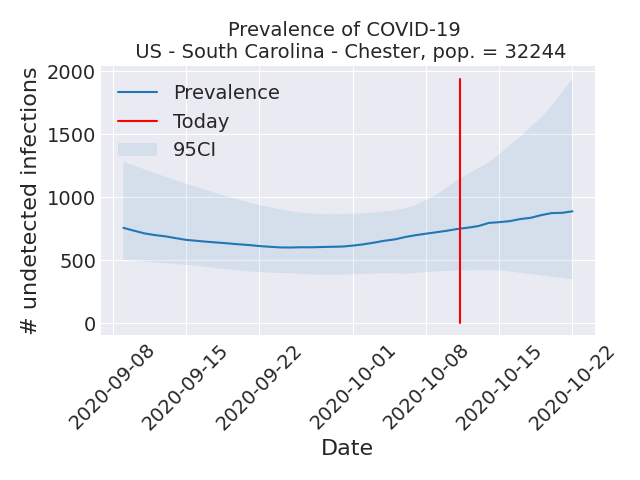 Prevalence of COVID-19
US - South Carolina - Chester, pop. = 32244
# undetected infections
2000
1500
1000
500
0
Prevalence
Today
95CI
2020-09-08
2020-09-15
2020-09-22
2020-10-01
2020-10-08
2020-10-15
2020-10-22
Date